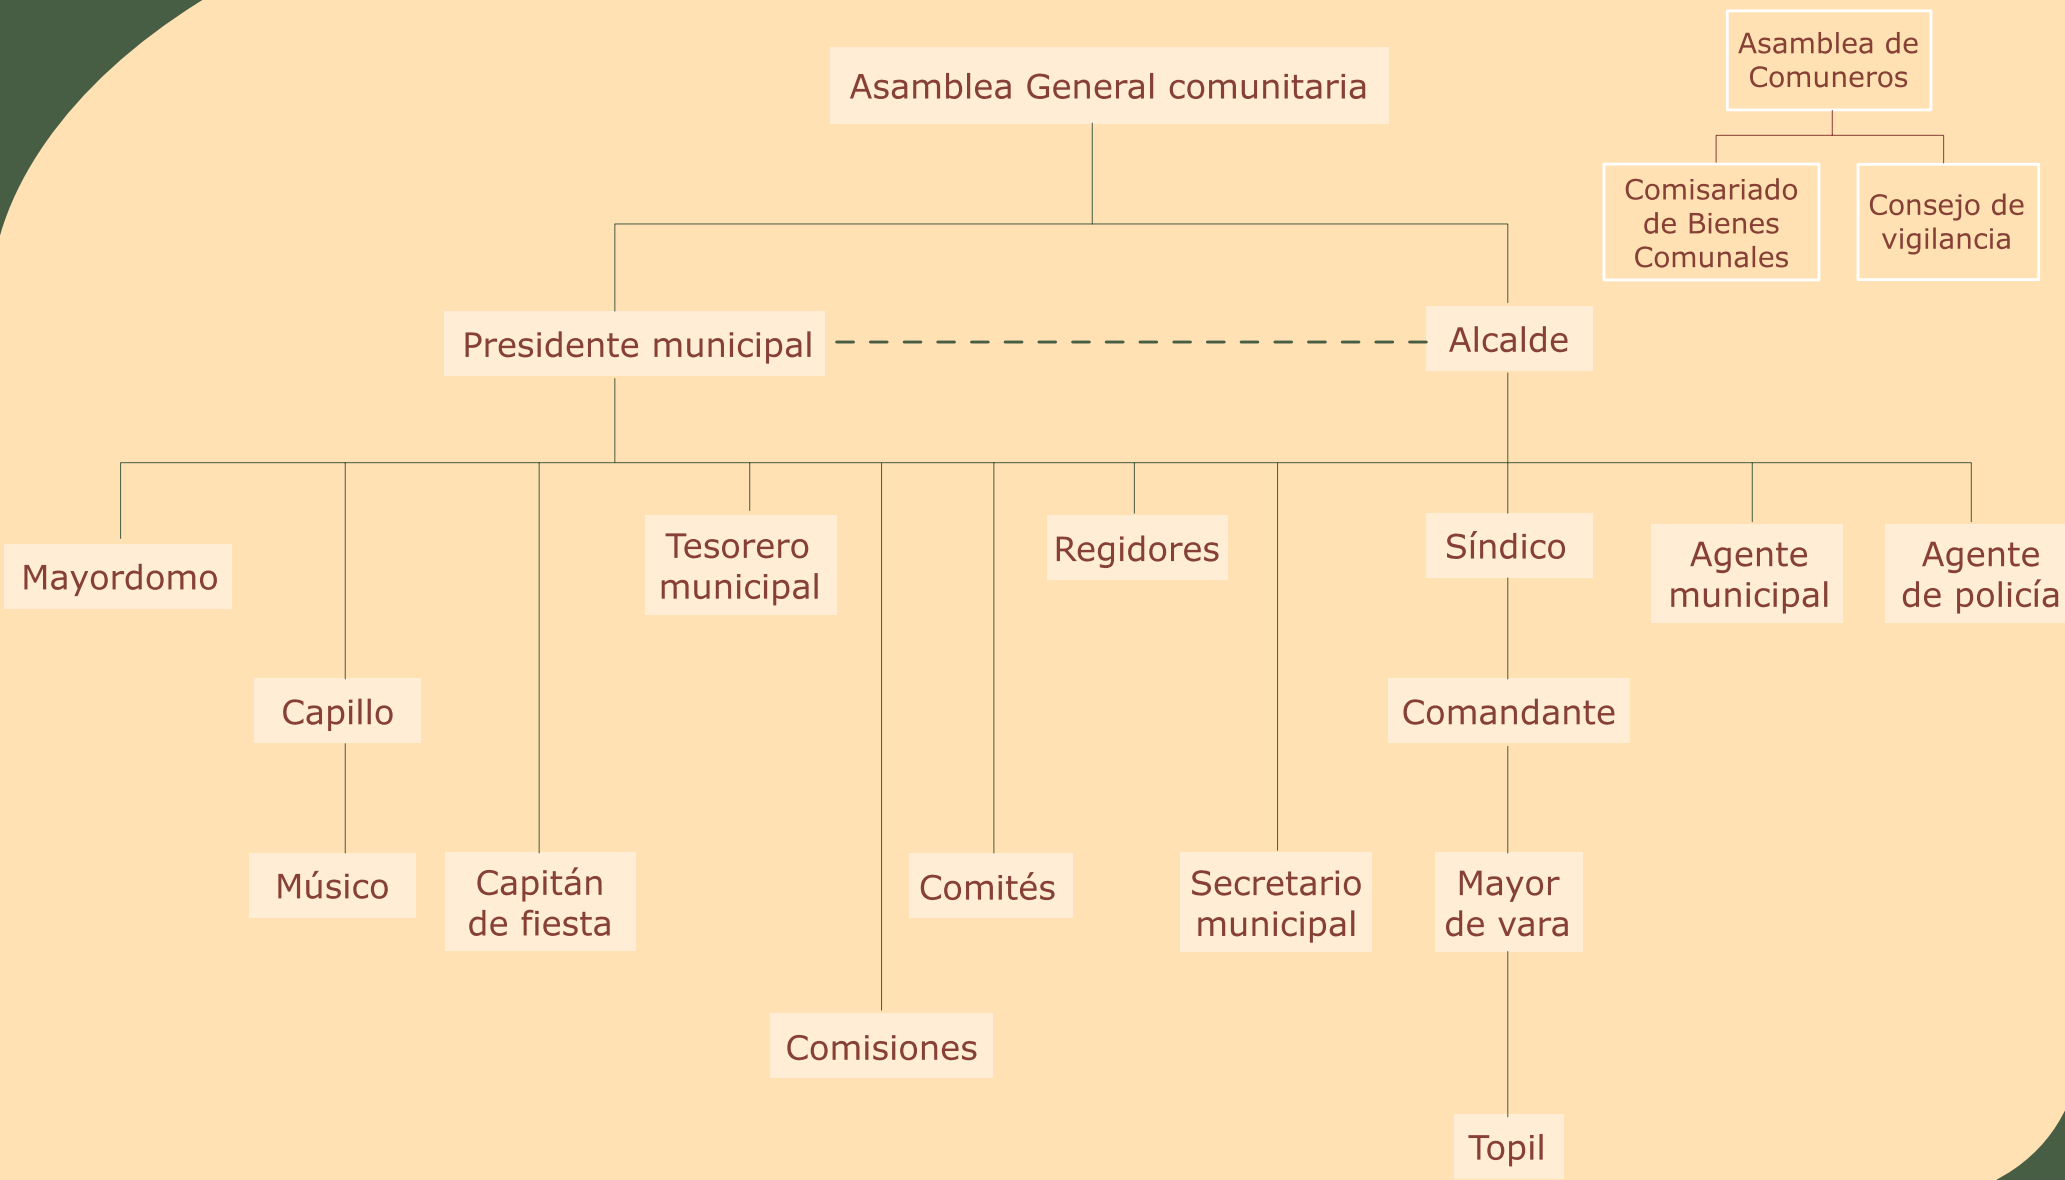 Asamblea General comunitaria
Asamblea de
Comuneros
Comisariado
de Bienes
Comunales
Consejo de
vigilancia
Presidente municipal
Alcalde
Mayordomo
Tesorero
municipal
Regidores
Síndico
Agente
municipal
Agente
de policía
Capillo
Comandante
Músico
Capitán
de fiesta
Comités
Secretario
municipal
Mayor
de vara
Comisiones
Topil